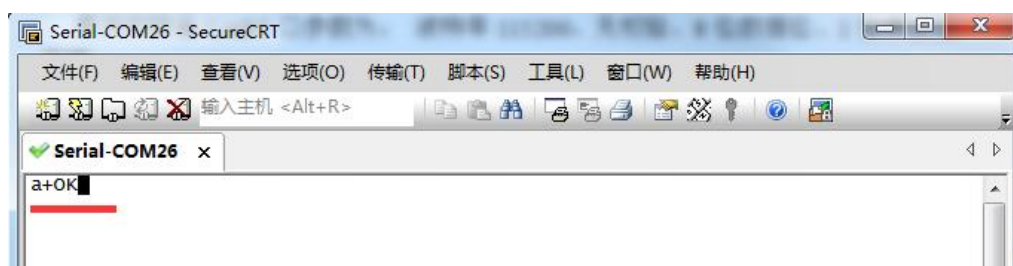 Serial-COM26 - SecureCRT
文件(F) 编辑(E) 查看(V) 选项(O) 传输(T) 脚本(S) 工具(L) 窗口(W) 帮助(H)
输入主机 <Alt+R>
Serial-COM26
a+OK